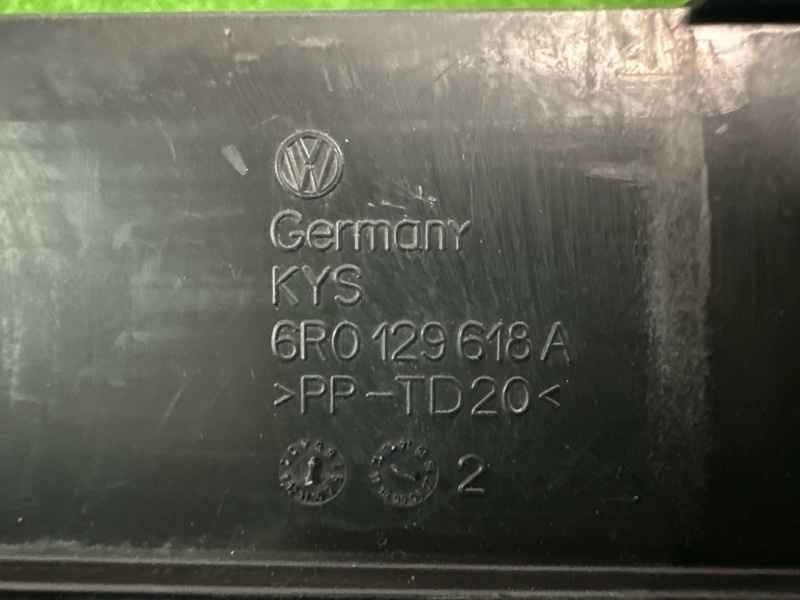 Germany
KYS
6R0 129 618 A
>PP-TD20<
2